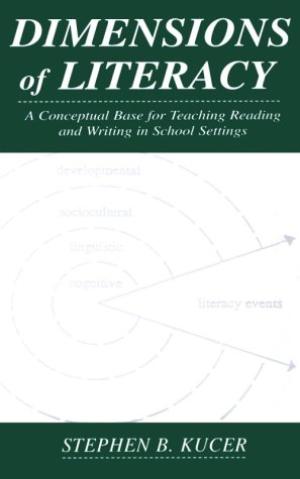 DIMENSIONS
of LITERACY
A Conceptual Base for Teaching Reading
and Writing in School Settings
developmental
sociocultural
linguistic
cognitive
literacy events
STEPHEN B. KUCER